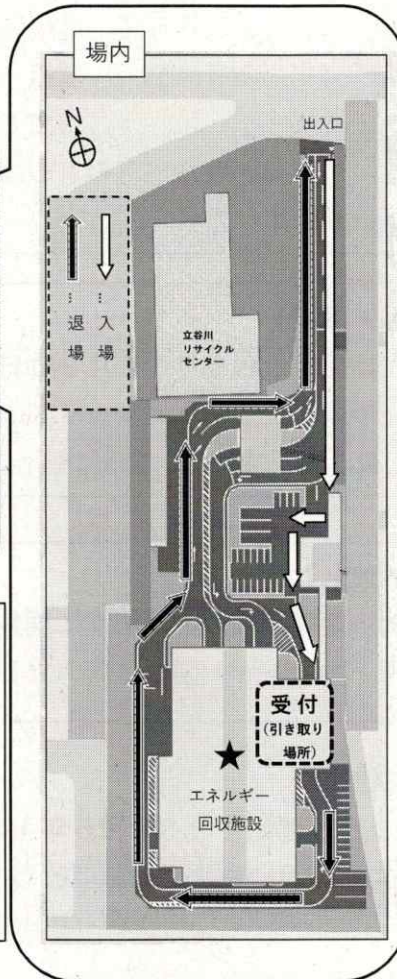 場内
N
出入口
… 退場
… 入場
立谷川
リサイクル
センター
受付
(引き取り
場所)
★
エネルギー
回収施設